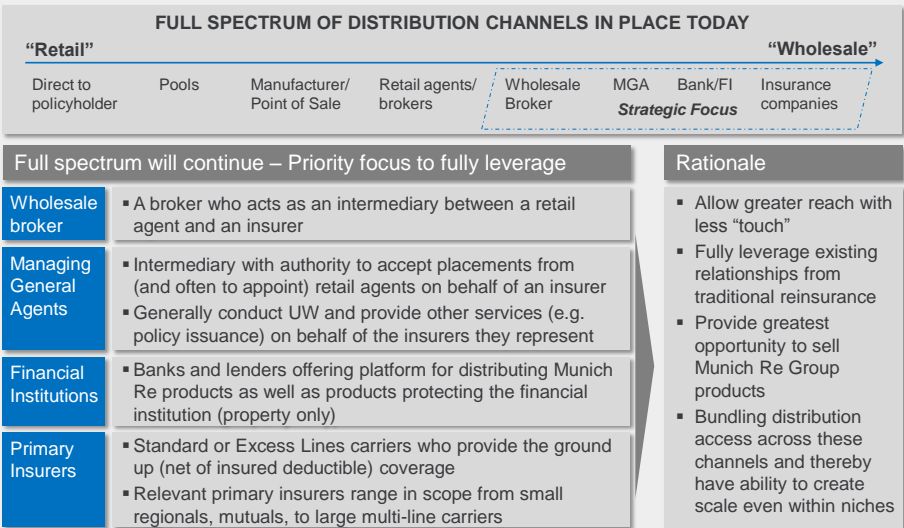 FULL SPECTRUM OF DISTRIBUTION CHANNELS IN PLACE TODAY
“Retail”
“Wholesale”
Direct to
policyholder
Pools
Manufacturer/
Point of Sale
Retail agents/
brokers
Wholesale
Broker
MGA
Bank/FI
Insurance
companies
Strategic Focus
Full spectrum will continue – Priority focus to fully leverage
Wholesale
broker
▪ A broker who acts as an intermediary between a retail
agent and an insurer
Managing
General
Agents
▪ Intermediary with authority to accept placements from
(and often to appoint) retail agents on behalf of an insurer
▪ Generally conduct UW and provide other services (e.g.
policy issuance) on behalf of the insurers they represent
Financial
Institutions
▪ Banks and lenders offering platform for distributing Munich
Re products as well as products protecting the financial
institution (property only)
Primary
Insurers
▪ Standard or Excess Lines carriers who provide the ground
up (net of insured deductible) coverage
▪ Relevant primary insurers range in scope from small
regionals, mutuals, to large multi-line carriers
Rationale
▪ Allow greater reach with
less “touch”
▪ Fully leverage existing
relationships from
traditional reinsurance
▪ Provide greatest
opportunity to sell
Munich Re Group
products
▪ Bundling distribution
access across these
channels and thereby
have ability to create
scale even within niches